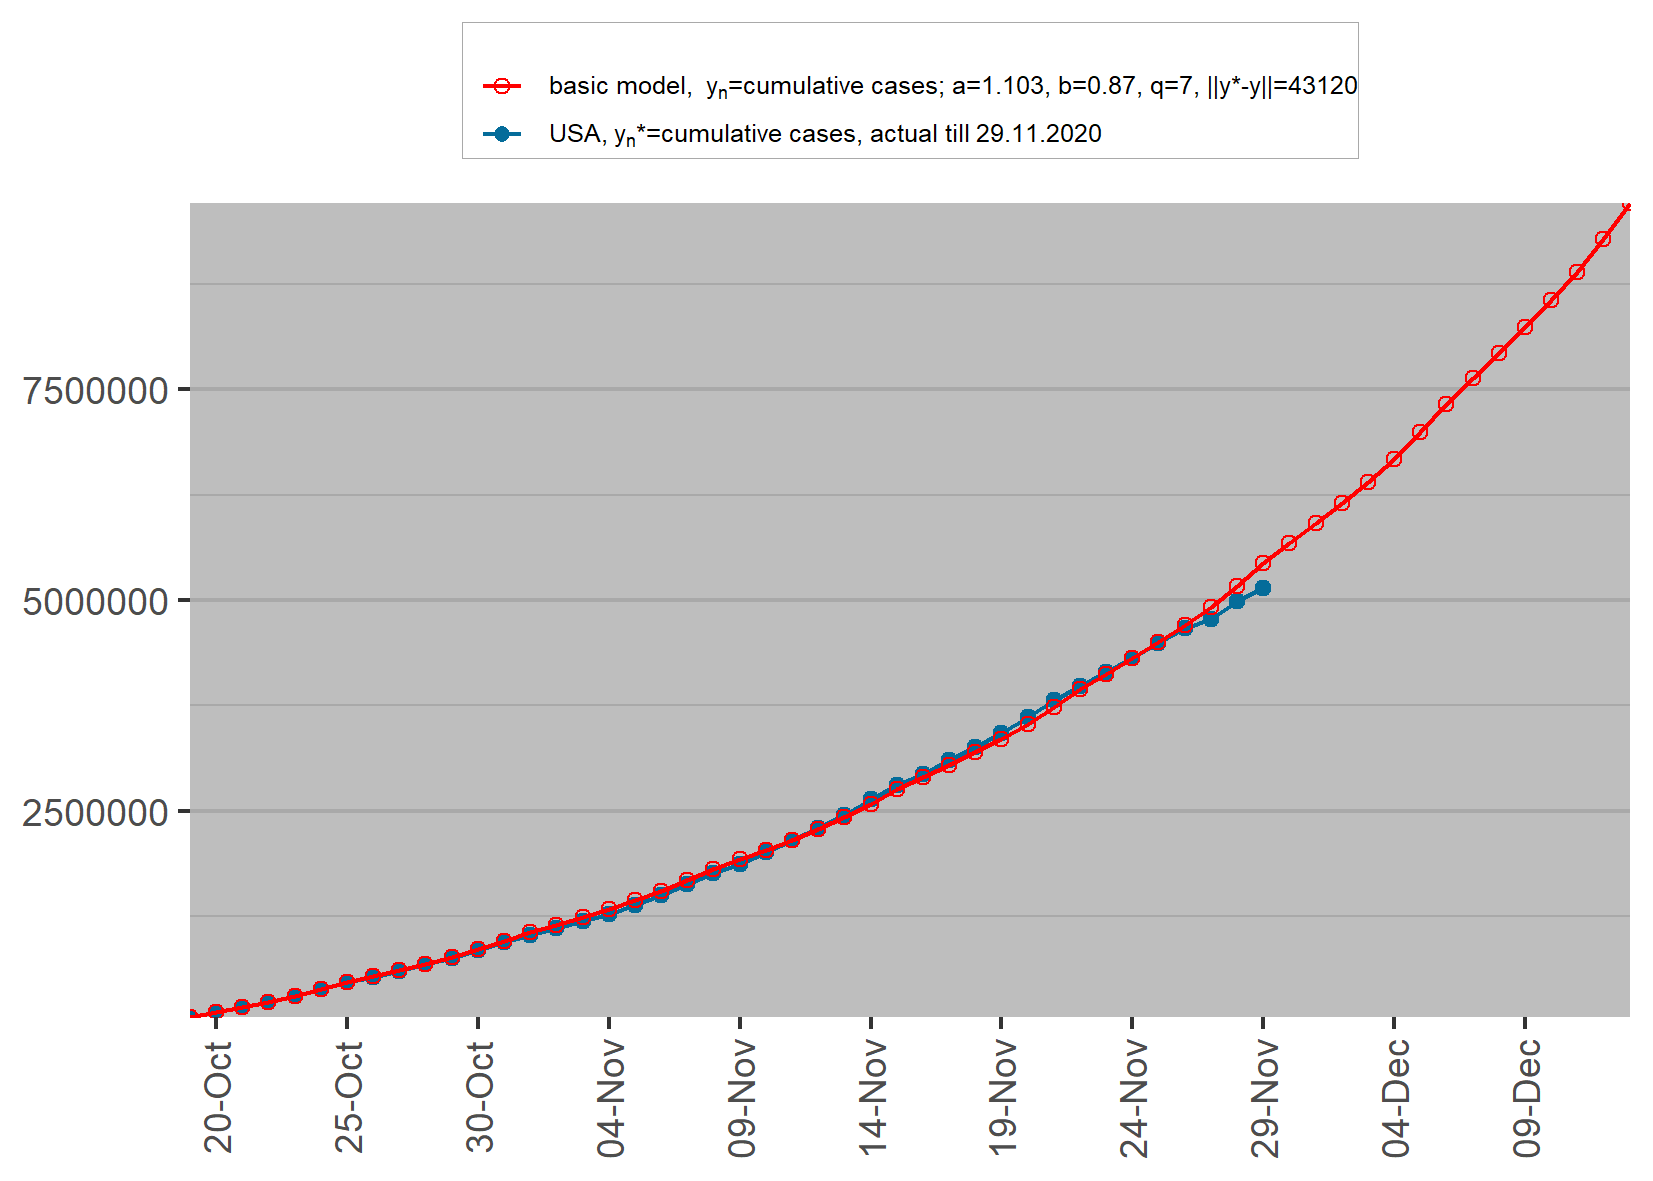 basic model, yn=cumulative cases; a=1.103, b=0.87, q=7, ||y*-y||=43120
USA, yn*=cumulative cases, actual till 29.11.2020
7500000
5000000
2500000
20-Oct
25-Oct
30-Oct
04-Nov
09-Nov
14-Nov
19-Nov
24-Nov
29-Nov
04-Dec
09-Dec